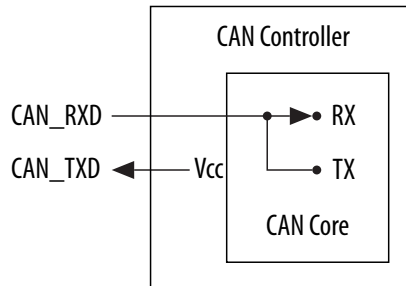 CAN Controller
CAN_RXD
RX
CAN_TXD
Vcc
TX
CAN Core